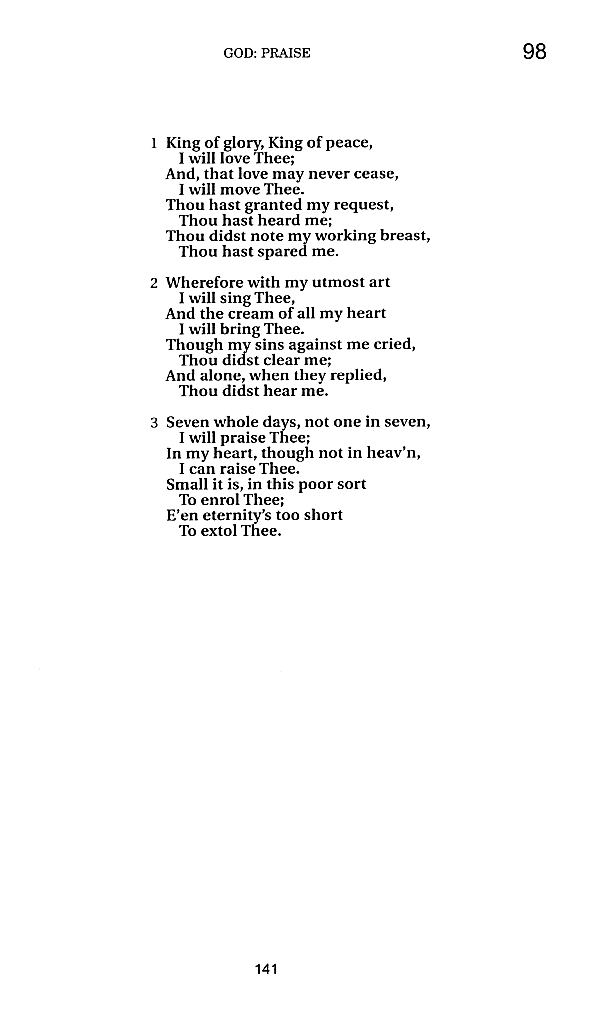 GOD: PRAISE 98
1 King of glory, King of peace,
I will love Thee;
And, that love may never cease,
I will move Thee.
Thou hast granted my request,
Thou hast heard me;
Thou didst note my working breast,
Thou hast spared me.
2 Wherefore with my utmost art
I will sing Thee,
And the cream of all my heart
I will bring Thee.
Though my sins against me cried,
Thou didst clear me;
And alone, when they replied,
Thou didst hear me.
3 Seven whole days, not one in seven,
I will praise Thee;
In my heart, though not in heav'n,
I can raise Thee.
Small it is, in this poor sort
To enrol Thee;
E'en eternity's too short
To extol Thee.
141